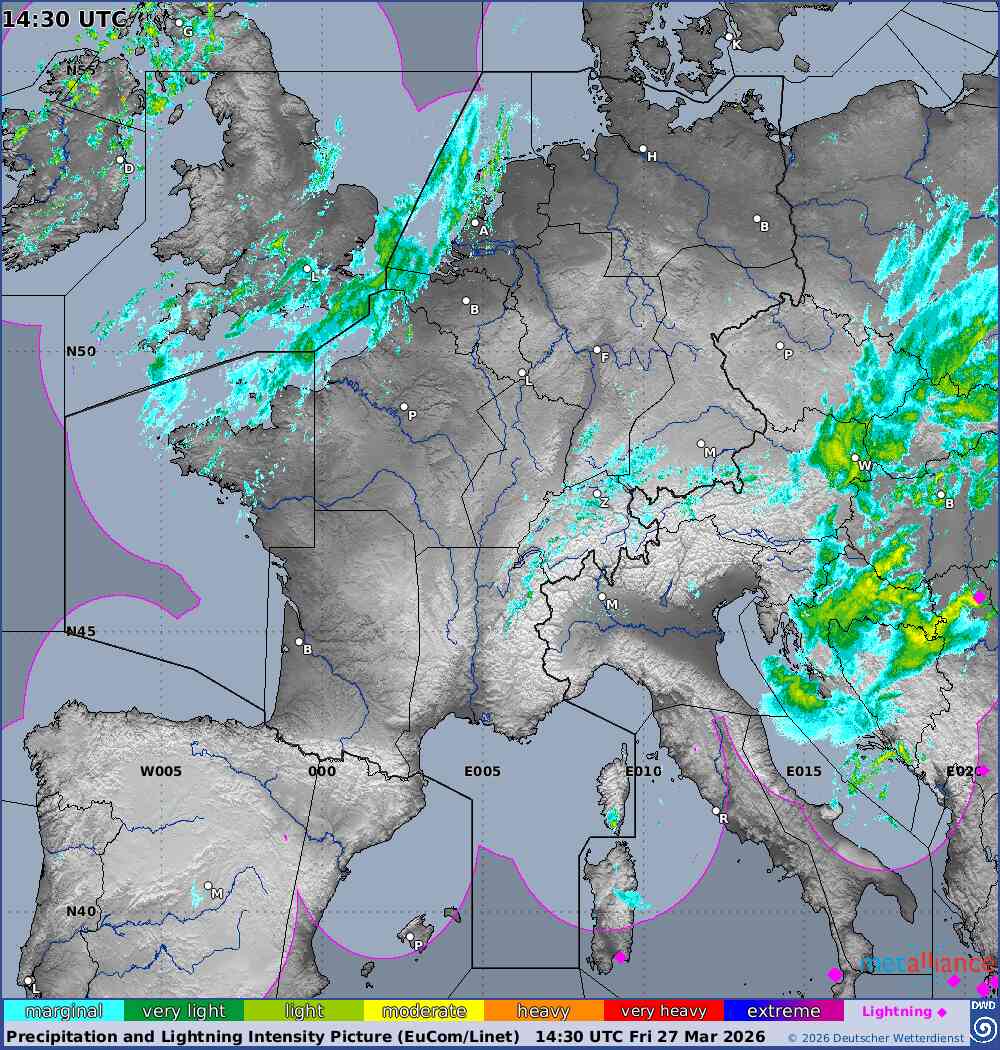 14:30 UTC
G
K
N55
H
D
B
A
L
B
N50
F
P
L
P
M
W
Z
B
M
N45
B
W005
000
E005
E010
E015
E020
R
M
N40
P
metalliance
L
marginal very light light moderate heavy very heavy extreme Lightning
DWD
Precipitation and Lightning Intensity Picture (EuCom/Linet) 14:30 UTC Fri 27 Mar 2026 © 2026 Deutscher Wetterdienst